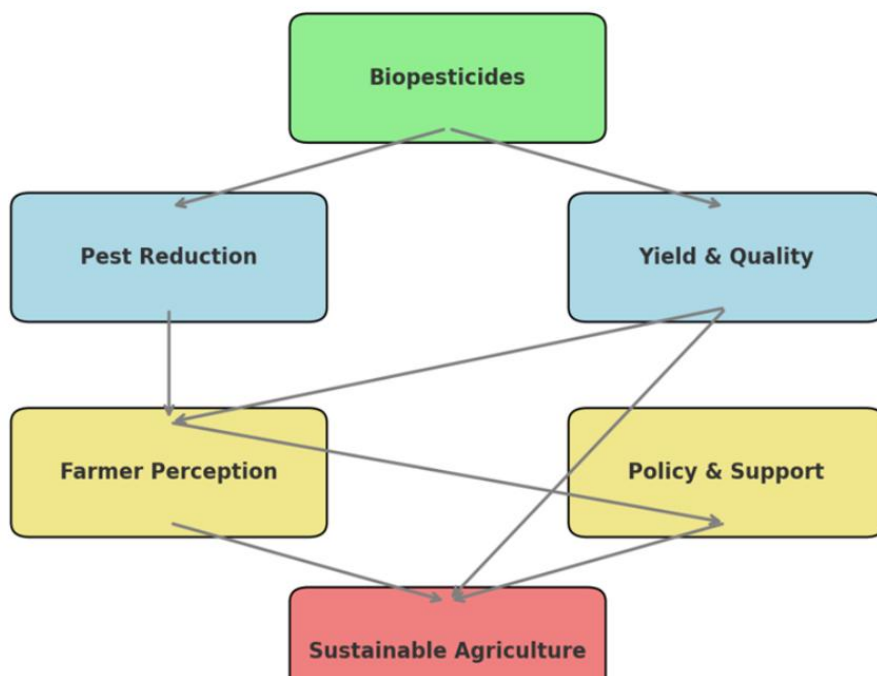 Biopesticides
Pest Reduction
Yield & Quality
Farmer Perception
Policy & Support
Sustainable Agriculture